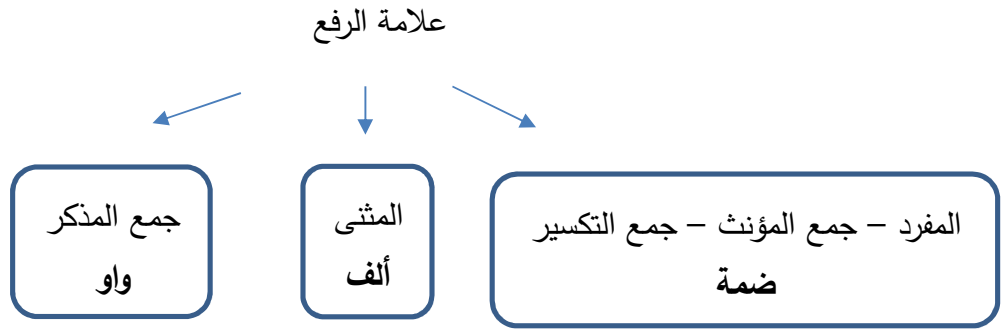 علامة الرفع
المفرد – جمع المؤنث – جمع التكسير
ضمة
المثنى
ألف
جمع المذكر
واو